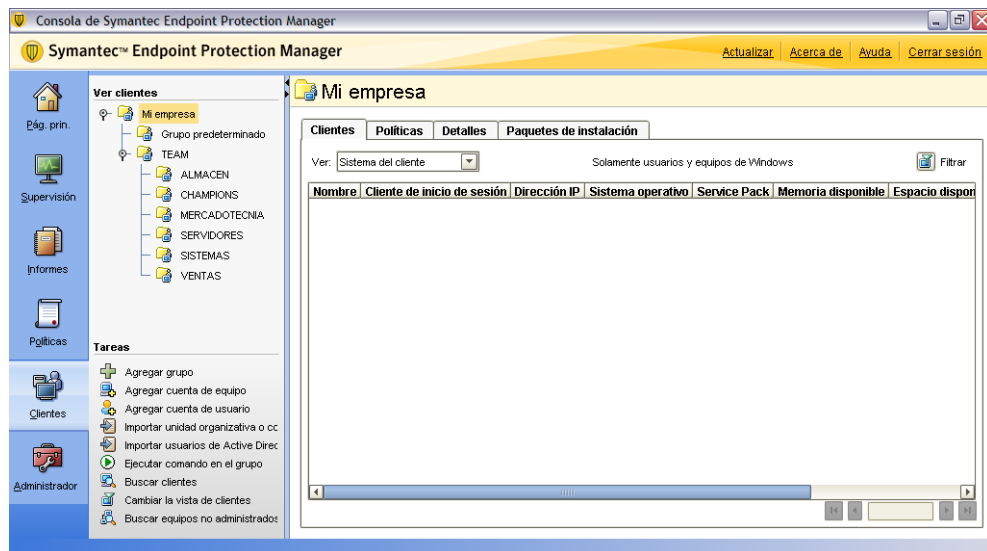 Consola de Symantec Endpoint Protection Manager
Symantec™ Endpoint Protection Manager
Actualizar
Acerca de
Ayuda
Cerrar sesión
Pág. prin.
Supervisión
Informes
Políticas
Clientes
Administrador
Ver clientes
Mi empresa
Grupo predeterminado
TEAM
ALMACEN
CHAMPIONS
MERCADOTECNIA
SERVIDORES
SISTEMAS
VENTAS
Tareas
Agregar grupo
Agregar cuenta de equipo
Agregar cuenta de usuario
Importar unidad organizativa o cc
Importar usuarios de Active Direc
Ejecutar comando en el grupo
Buscar clientes
Cambiar la vista de clientes
Buscar equipos no administrados
Mi empresa
Clientes
Políticas
Detalles
Paquetes de instalación
Ver: Sistema del cliente
Solamente usuarios y equipos de Windows
Filtrar
Nombre Cliente de inicio de sesión Dirección IP Sistema operativo Service Pack Memoria disponible Espacio dispon